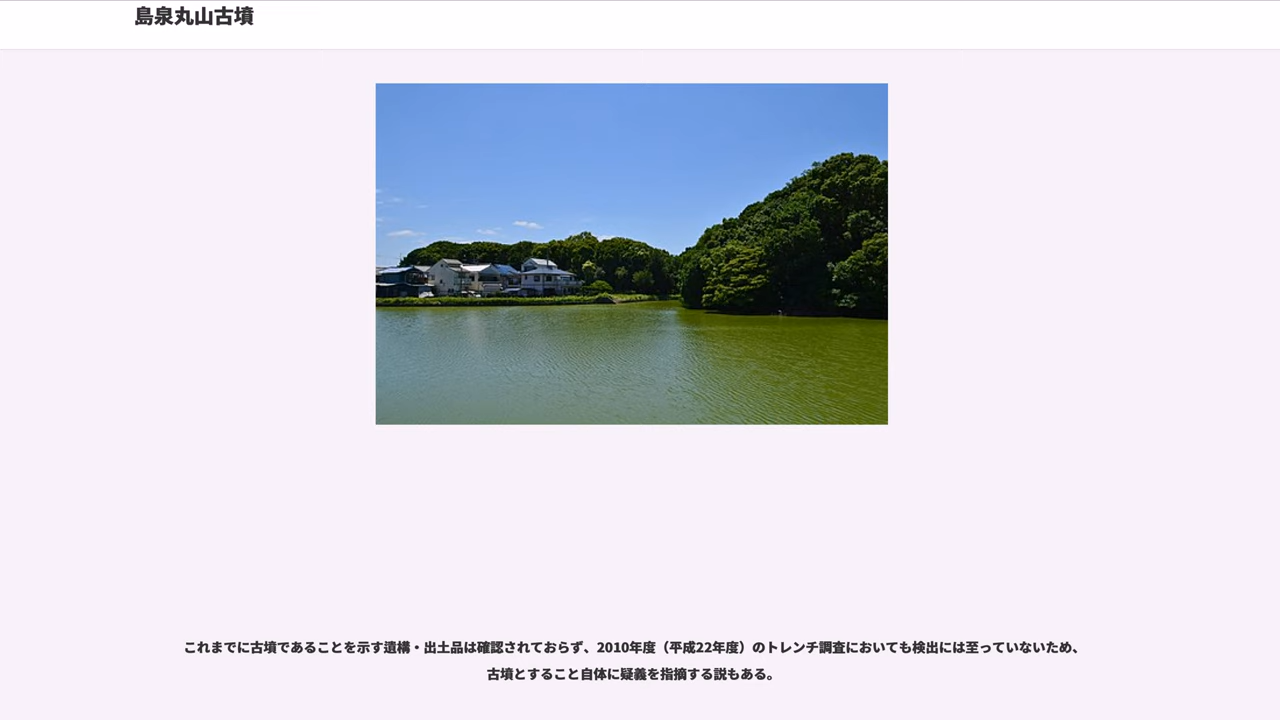 島泉丸山古墳
これまでに古墳であることを示す遺構・出土品は確認されておらず、2010年度（平成22年度）のトレンチ調査においても検出には至っていないため、
古墳とすること自体に疑義を指摘する説もある。